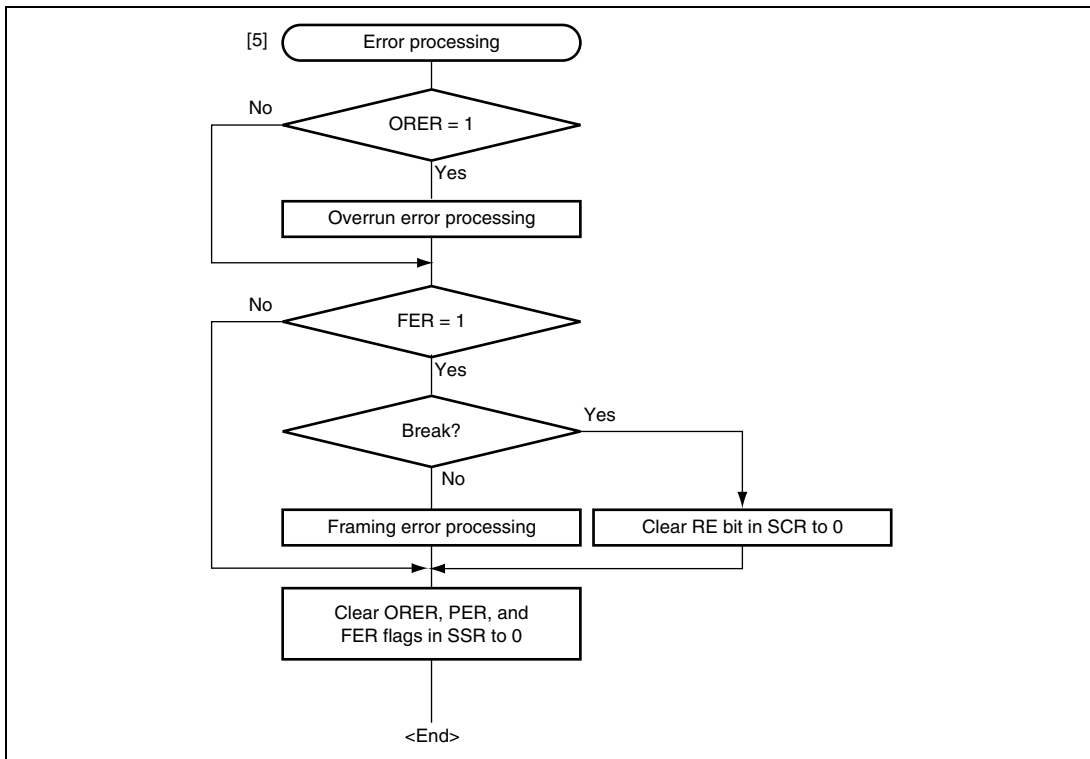 [5] Error processing
No
ORER = 1
Yes
Overrun error processing
No
FER = 1
Yes
Break?
Yes
No
Framing error processing
Clear RE bit in SCR to 0
Clear ORER, PER, and
FER flags in SSR to 0
<End>